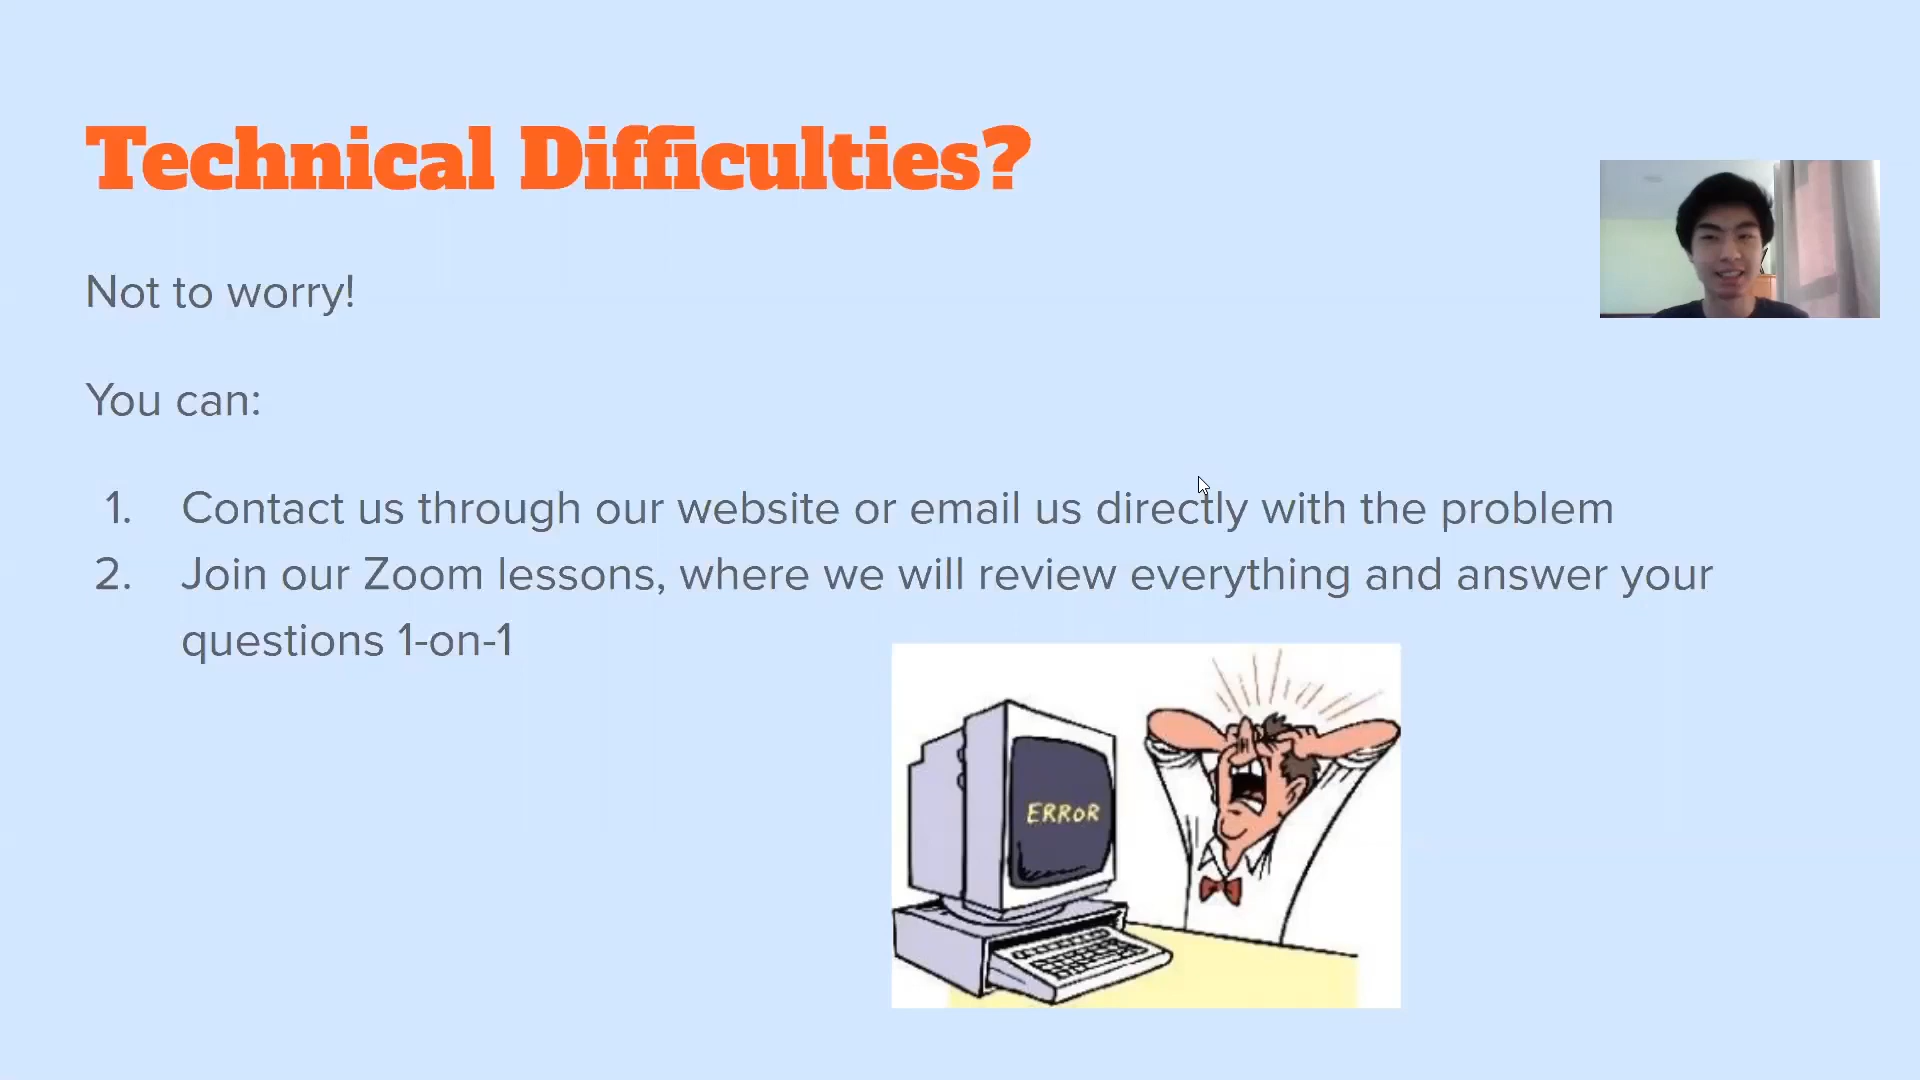 Technical Difficulties?
Not to worry!
You can:
1. Contact us through our website or email us directly with the problem
2. Join our Zoom lessons, where we will review everything and answer your
questions 1-on-1
ERROR